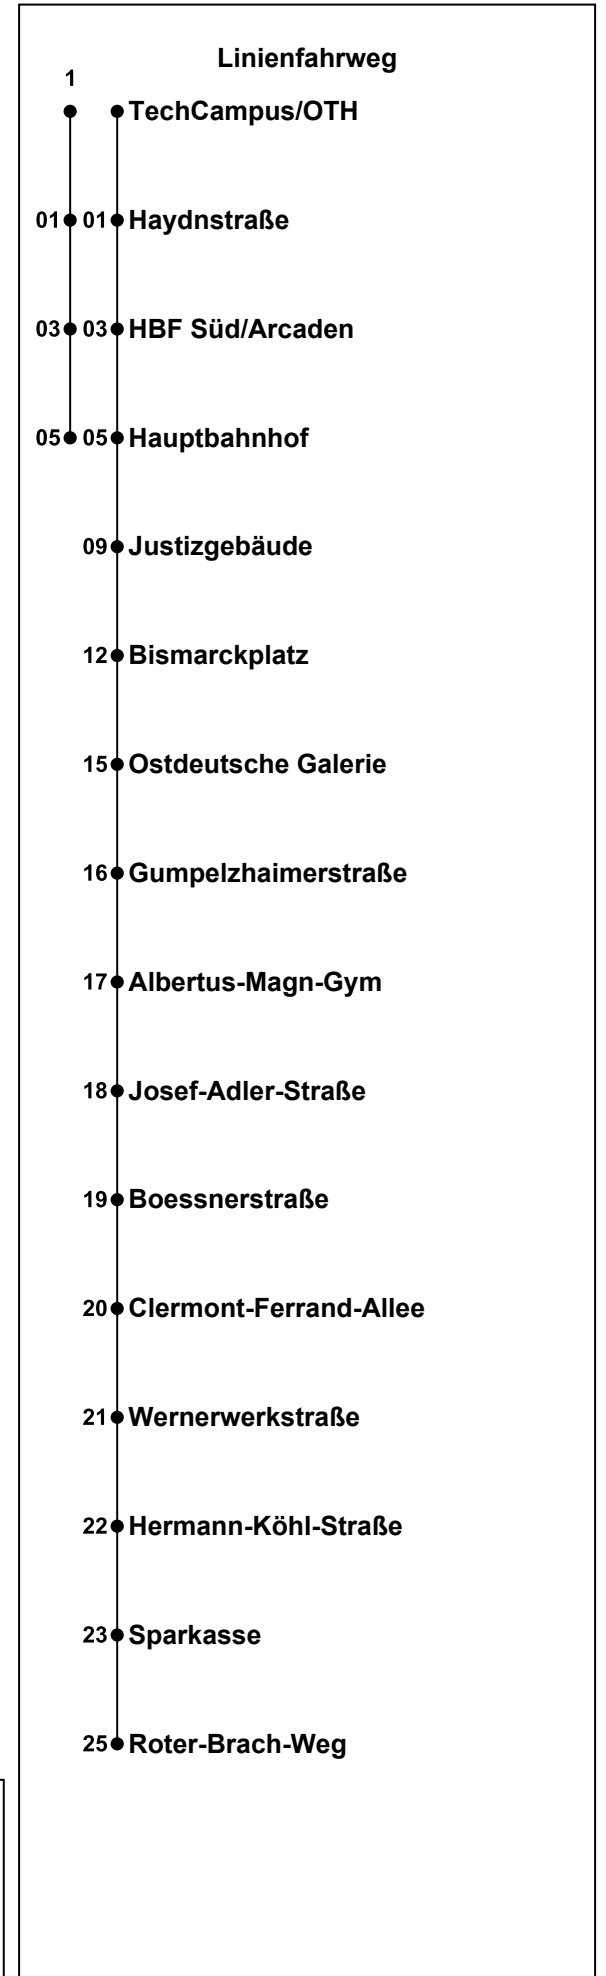 Linienfahrweg
1
TechCampus/OTH
01 01 Haydnstraße
03 03 HBF Süd/Arcaden
05 05 Hauptbahnhof
09 Justizgebäude
12 Bismarckplatz
15 Ostdeutsche Galerie
16 Gumpelzhaimerstraße
17 Albertus-Magn-Gym
18 Josef-Adler-Straße
19 Boessnerstraße
20 Clermont-Ferrand-Allee
21 Wernerwerkstraße
22 Hermann-Köhl-Straße
23 Sparkasse
25 Roter-Brach-Weg